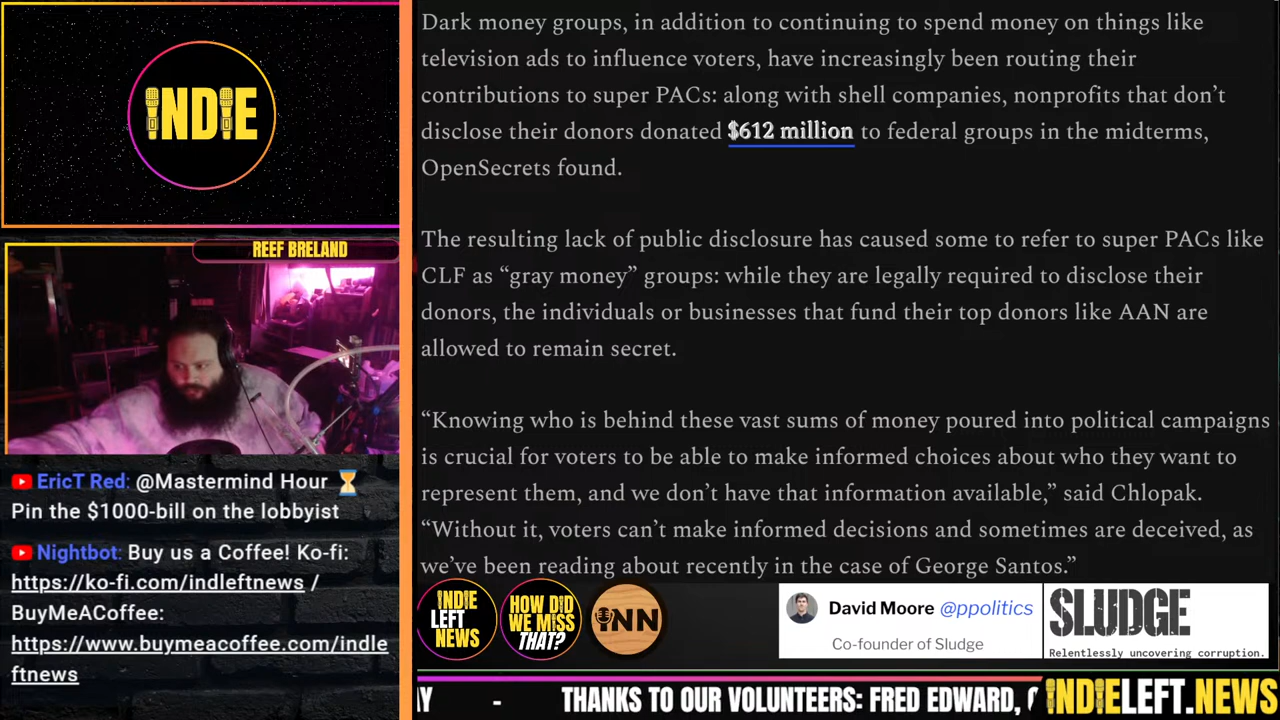 INDIE
REEF BRELAND
EricT Red: @Mastermind Hour ⏳
Pin the $1000-bill on the lobbyist
Nightbot: Buy us a Coffee! Ko-fi:
https://ko-fi.com/indleftnews /
BuyMeACoffee:
https://www.buymeacoffee.com/indle
ftnews
Dark money groups, in addition to continuing to spend money on things like
television ads to influence voters, have increasingly been routing their
contributions to super PACs: along with shell companies, nonprofits that don’t
disclose their donors donated $612 million to federal groups in the midterms,
OpenSecrets found.
The resulting lack of public disclosure has caused some to refer to super PACs like
CLF as “gray money” groups: while they are legally required to disclose their
donors, the individuals or businesses that fund their top donors like AAN are
allowed to remain secret.
“Knowing who is behind these vast sums of money poured into political campaigns
is crucial for voters to be able to make informed choices about who they want to
represent them, and we don’t have that information available,” said Chlopak.
“Without it, voters can’t make informed decisions and sometimes are deceived, as
we’ve been reading about recently in the case of George Santos.”
INDIE
LEFT
NEWS
HOW DID
WE MISS
THAT?
INN
David Moore @ppolitics
Co-founder of Sludge
SLUDGE
Relentlessly uncovering corruption.
AY - THANKS TO OUR VOLUNTEERS: FRED EDWARD,
INDIELEFT.NEWS